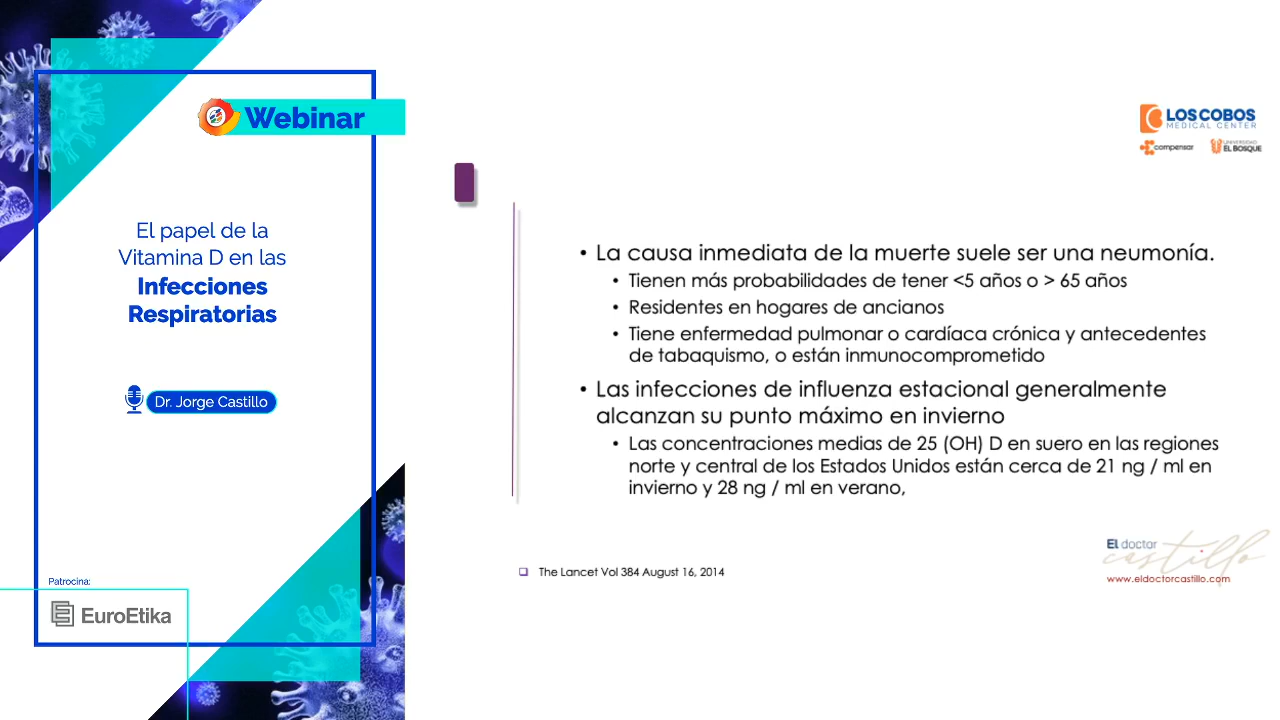 Webinar
El papel de la
Vitamina D en las
Infecciones
Respiratorias
Dr. Jorge Castillo
Patrocina:
EuroEtika
LOS COBOS
MEDICAL CENTER
compensar
UNIVERSIDAD
EL BOSQUE
• La causa inmediata de la muerte suele ser una neumonía.
• Tienen más probabilidades de tener <5 años o > 65 años
• Residentes en hogares de ancianos
• Tiene enfermedad pulmonar o cardíaca crónica y antecedentes
de tabaquismo, o están inmunocomprometido
• Las infecciones de influenza estacional generalmente
alcanzan su punto máximo en invierno
• Las concentraciones medias de 25 (OH) D en suero en las regiones
norte y central de los Estados Unidos están cerca de 21 ng / ml en
invierno y 28 ng / ml en verano,
The Lancet Vol 384 August 16, 2014
El doctor
castillo
www.eldoctorcastillo.com